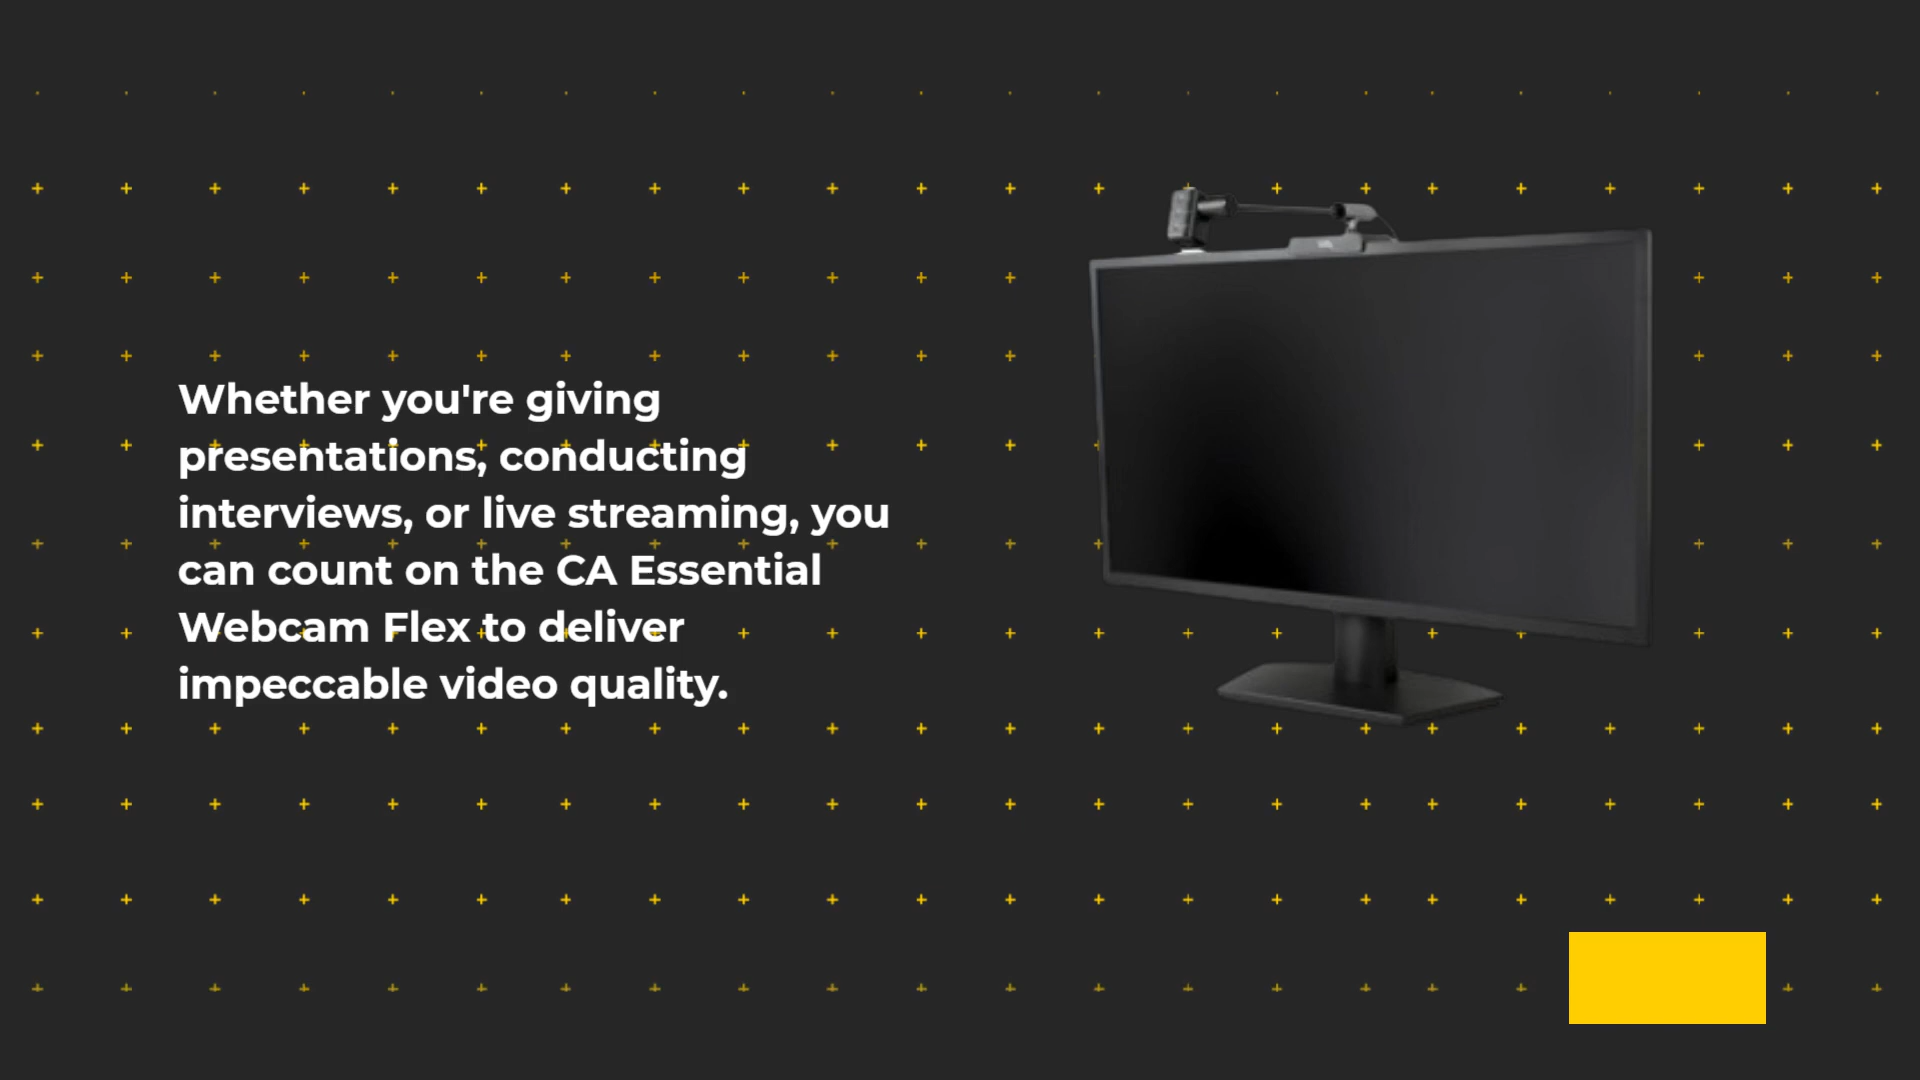 Whether you're giving
presentations, conducting
interviews, or live streaming, you
can count on the CA Essential
Webcam Flex to deliver
impeccable video quality.